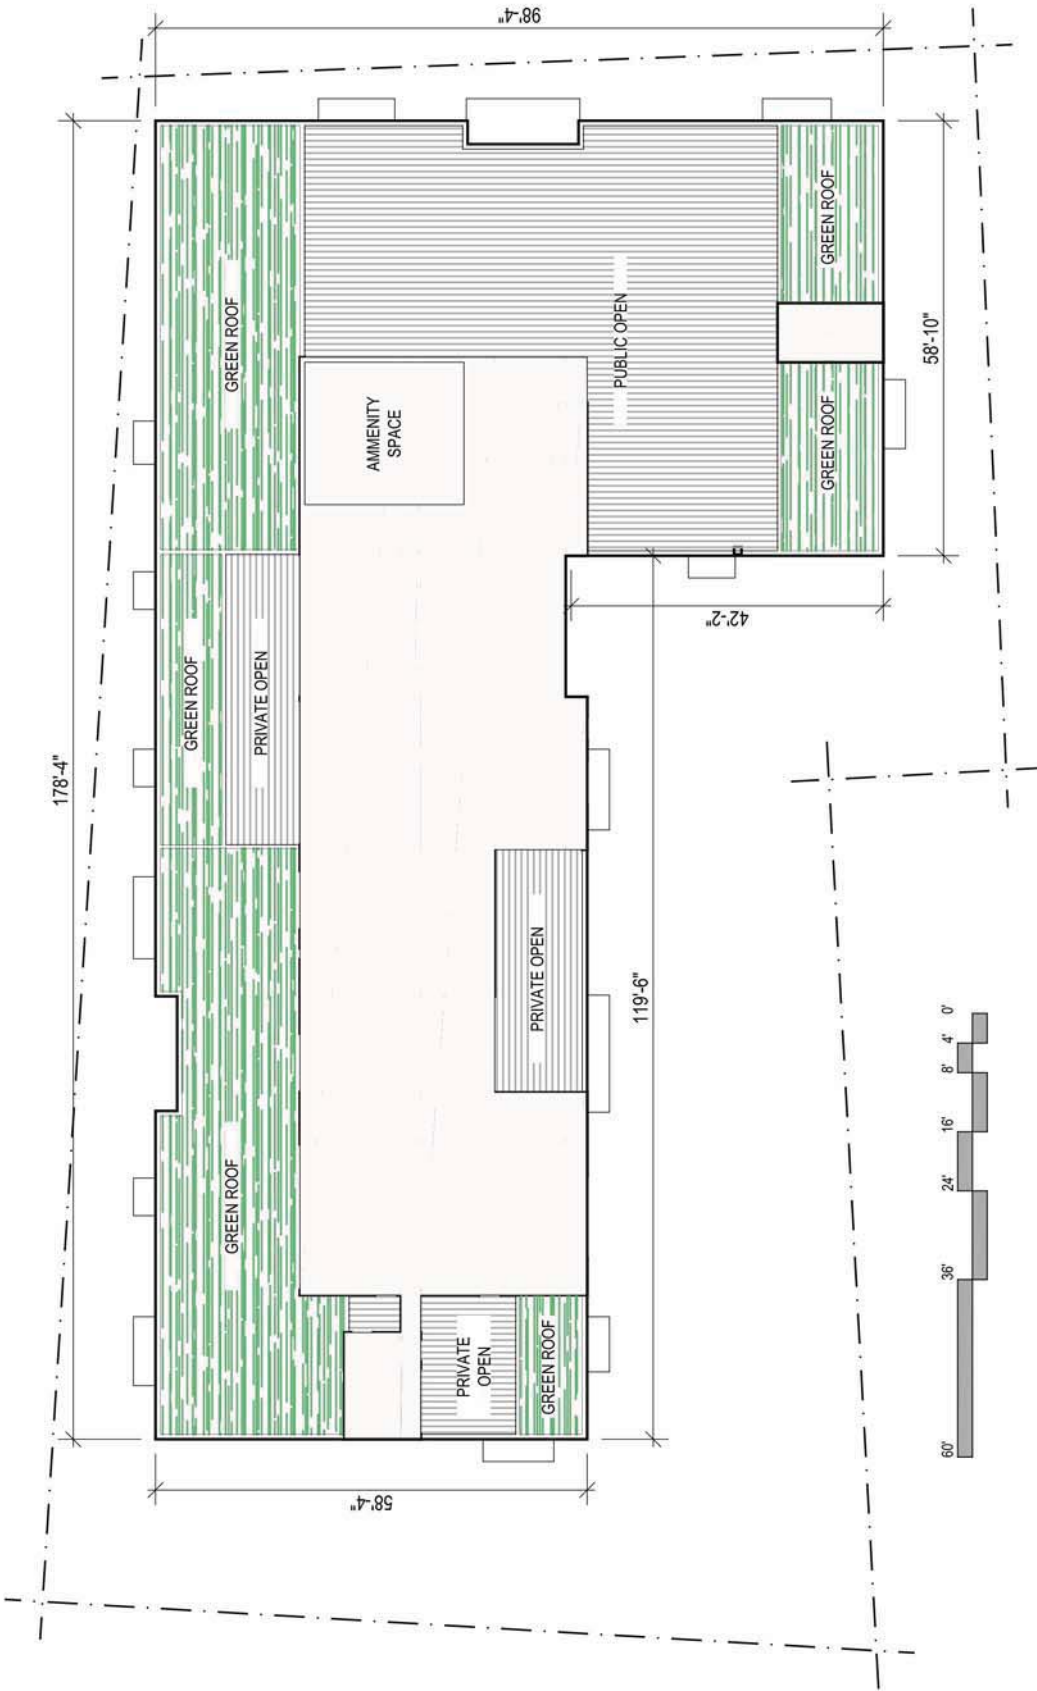 98'-4"
178'-4"
GREEN ROOF
GREEN ROOF
PRIVATE OPEN
GREEN ROOF
AMMENITY
SPACE
PUBLIC OPEN
GREEN ROOF
GREEN ROOF
58'-10"
42'-2"
119'-6"
PRIVATE OPEN
PRIVATE
OPEN
GREEN ROOF
58'-4"
60'
36'
24'
16'
8'
4'
0'